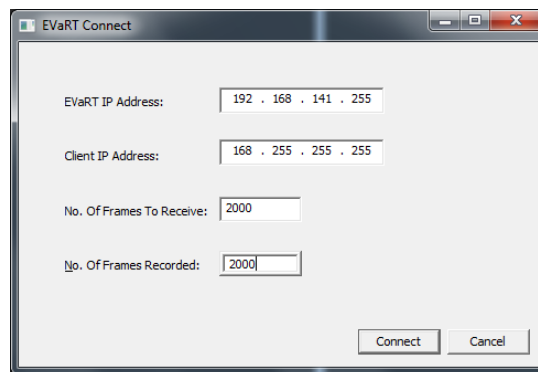 EVaRT Connect
EVaRT IP Address: 192 . 168 . 141 . 255
Client IP Address: 168 . 255 . 255 . 255
No. Of Frames To Receive: 2000
No. Of Frames Recorded: 2000
Connect Cancel